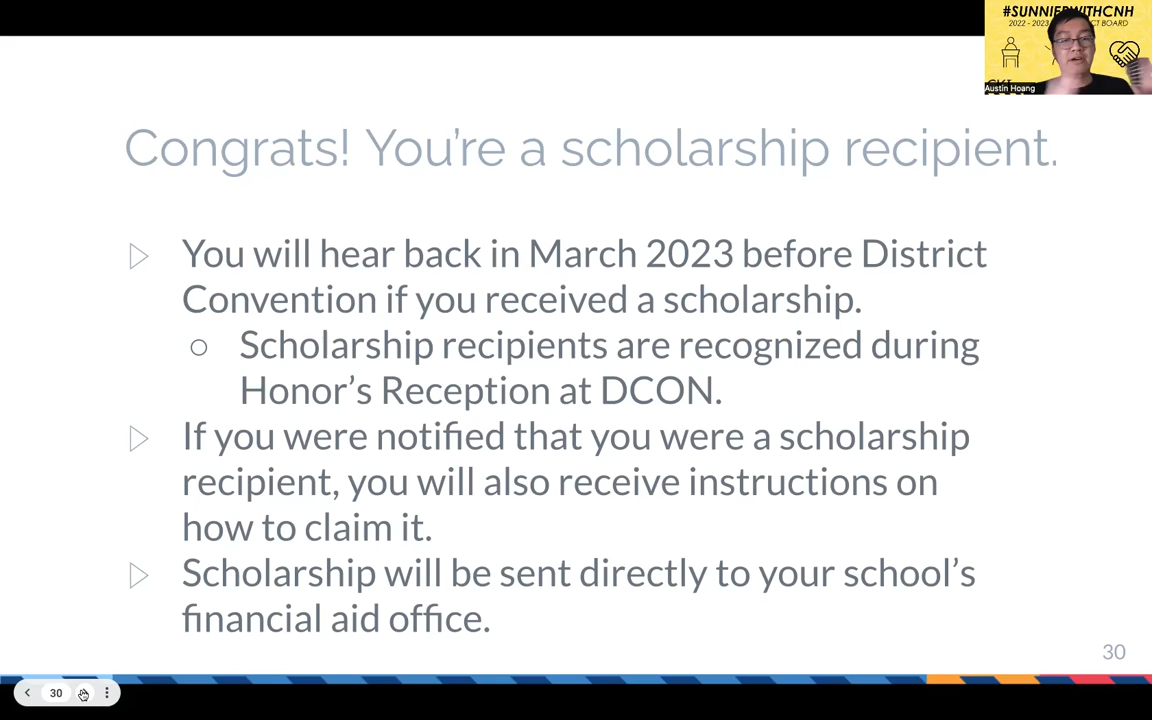 #SUNNIERWITHCNH
2022 - 2023
CT BOARD
Austin Hoang
Congrats! You’re a scholarship recipient.
▷ You will hear back in March 2023 before District
Convention if you received a scholarship.
○ Scholarship recipients are recognized during
Honor’s Reception at DCON.
▷ If you were notified that you were a scholarship
recipient, you will also receive instructions on
how to claim it.
▷ Scholarship will be sent directly to your school’s
financial aid office.
30
30